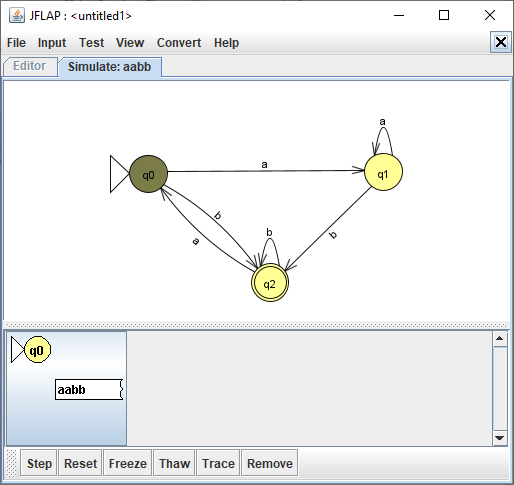 JFLAP : <untitled1>
File Input Test View Convert Help
Editor Simulate: aabb
a
q0 a q1
b
a
b
b
q2
q0
aabb
Step Reset Freeze Thaw Trace Remove